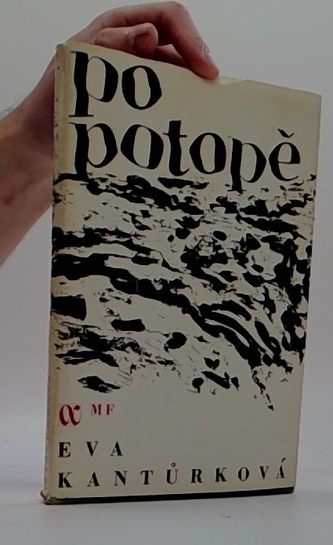 po
potopě
α MF
EVA
KANTŮRKOVÁ